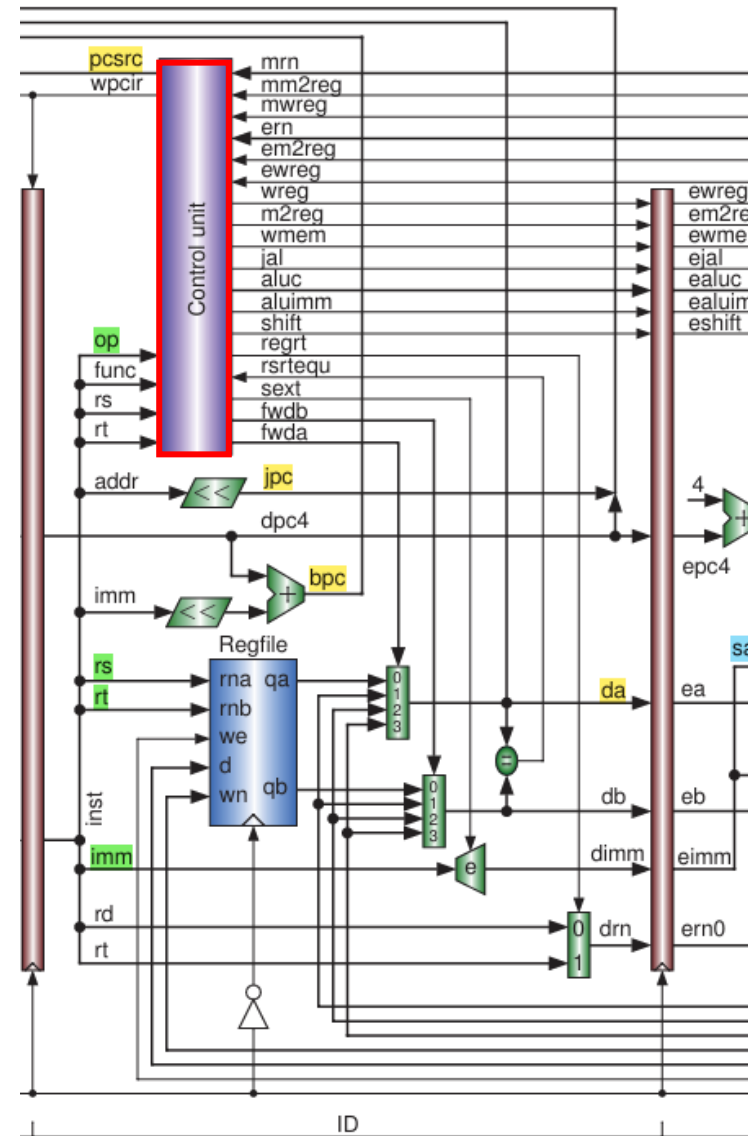 pcsrc
wpcir
mrn
mm2reg
mwreg
ern
em2reg
ewreg
wreg
m2reg
wmem
jal
aluc
aluimm
shift
regrt
rsrtequ
sext
fwdb
fwda
Control unit
op
func
rs
rt
ewreg
em2re
ewme
ejal
ealuc
ealuim
eshift
addr
<<
jpc
4
+
dpc4
epc4
imm
<<
+
bpc
Regfile
rs
rna
qa
rt
rnb
we
d
wn
qb
0
1
2
3
0
1
2
3
=
da
ea
sa
db
eb
inst
imm
e
dimm
eimm
rd
0
drn
ern0
rt
1
ID